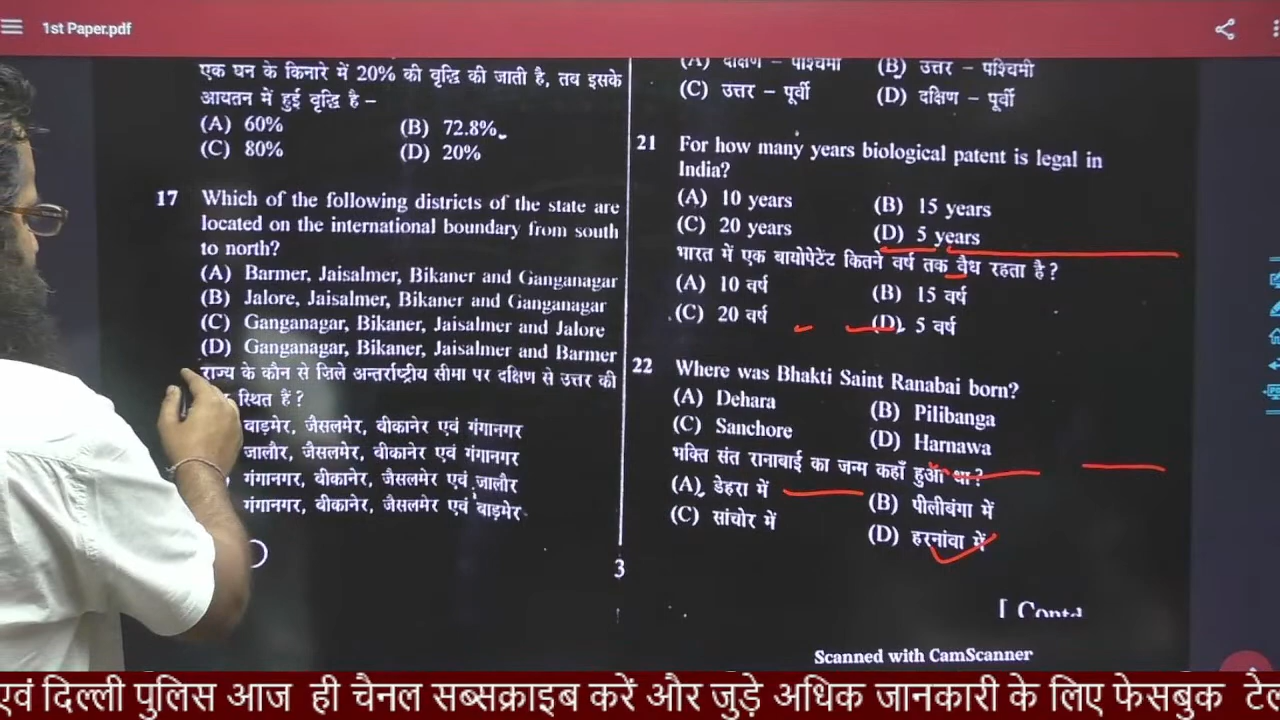 1st Paper.pdf
एक घन के किनारे में 20% की वृद्धि की जाती है, तब इसके
आयतन में हुई वृद्धि है –
(A) 60%
(B) 72.8%
(C) 80%
(D) 20%
17 Which of the following districts of the state are
located on the international boundary from south
to north?
(A) Barmer, Jaisalmer, Bikaner and Ganganagar
(B) Jalore, Jaisalmer, Bikaner and Ganganagar
(C) Ganganagar, Bikaner, Jaisalmer and Jalore
(D) Ganganagar, Bikaner, Jaisalmer and Barmer
राज्य के कौन से जिले अन्तर्राष्ट्रीय सीमा पर दक्षिण से उत्तर की
स्थित हैं ?
बाड़मेर, जैसलमेर, बीकानेर एवं गंगानगर
जालौर, जैसलमेर, बीकानेर एवं गंगानगर
गंगानगर, बीकानेर, जैसलमेर एवं जालौर
गंगानगर, बीकानेर, जैसलमेर एवं बाड़मेर
3
(A) दक्षिण – पश्चिमी
(B) उत्तर – पश्चिमी
(C) उत्तर – पूर्वी
(D) दक्षिण – पूर्वी
21 For how many years biological patent is legal in
India?
(A) 10 years
(B) 15 years
(C) 20 years
(D) 5 years
भारत में एक बायोपेटेंट कितने वर्ष तक वैध रहता है ?
(A) 10 वर्ष
(B) 15 वर्ष
(C) 20 वर्ष
(D) 5 वर्ष
22 Where was Bhakti Saint Ranabai born?
(A) Dehara
(B) Pilibanga
(C) Sanchore
(D) Harnawa
भक्ति संत रानाबाई का जन्म कहाँ हुआ था ?
(A) डेहरा में
(B) पीलीबंगा में
(C) सांचोर में
(D) हरनांवा में
[ Contd
Scanned with CamScanner
एवं दिल्ली पुलिस आज ही चैनल सब्सक्राइब करें और जुड़े अधिक जानकारी के लिए फेसबुक